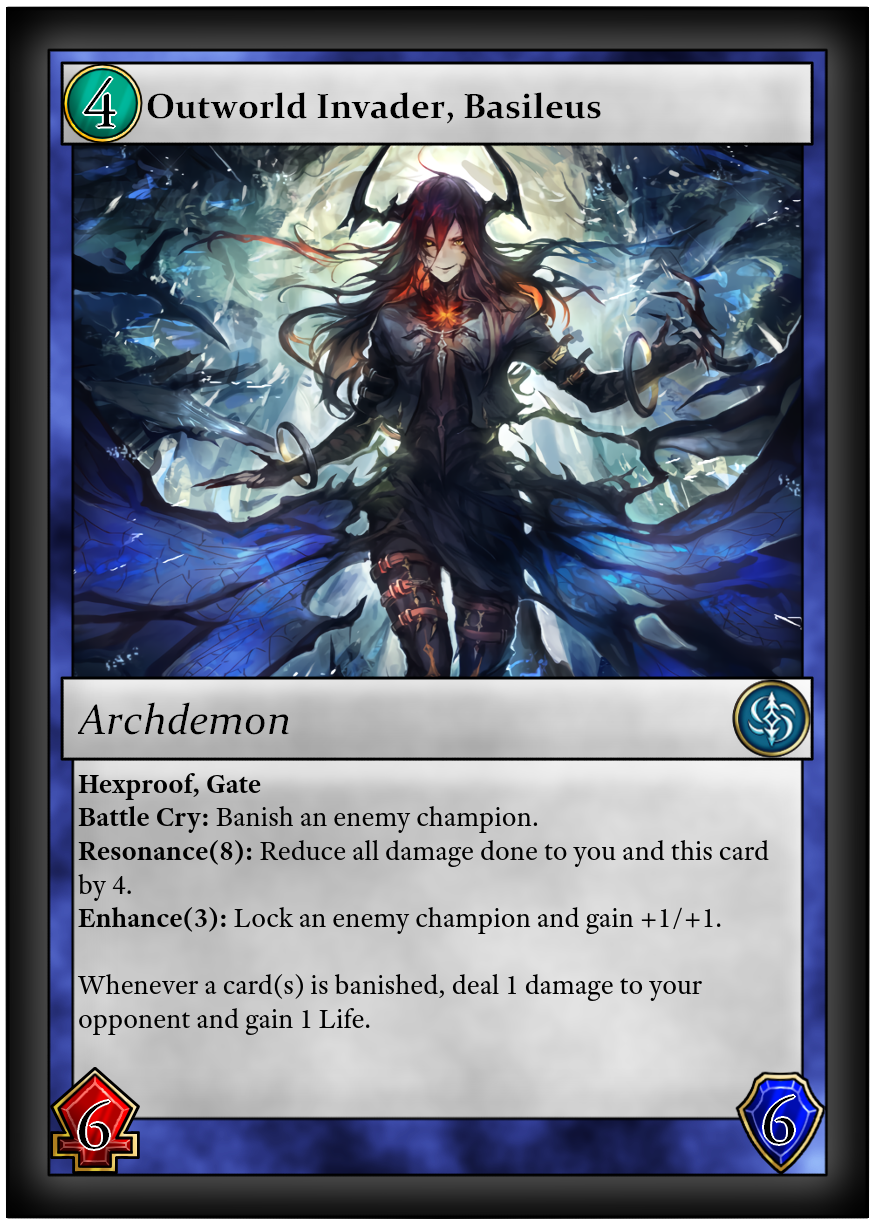 4 Outworld Invader, Basileus
Archdemon
Hexproof, Gate
Battle Cry: Banish an enemy champion.
Resonance(8): Reduce all damage done to you and this card
by 4.
Enhance(3): Lock an enemy champion and gain +1/+1.
Whenever a card(s) is banished, deal 1 damage to your
opponent and gain 1 Life.
6 6